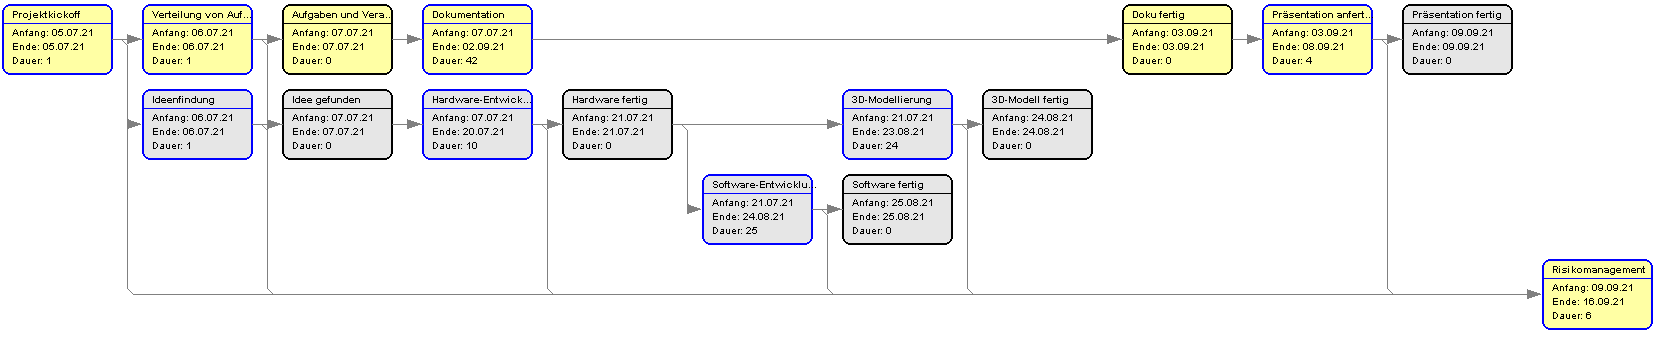 Projektkickoff
Anfang: 05.07.21
Ende: 05.07.21
Dauer: 1
Verteilung von Auf...
Anfang: 06.07.21
Ende: 06.07.21
Dauer: 1
Aufgaben und Vera...
Anfang: 07.07.21
Ende: 07.07.21
Dauer: 0
Dokumentation
Anfang: 07.07.21
Ende: 02.09.21
Dauer: 42
Doku fertig
Anfang: 03.09.21
Ende: 03.09.21
Dauer: 0
Präsentation anfert...
Anfang: 03.09.21
Ende: 08.09.21
Dauer: 4
Präsentation fertig
Anfang: 09.09.21
Ende: 09.09.21
Dauer: 0
Ideenfindung
Anfang: 06.07.21
Ende: 06.07.21
Dauer: 1
Idee gefunden
Anfang: 07.07.21
Ende: 07.07.21
Dauer: 0
Hardware-Entwick...
Anfang: 07.07.21
Ende: 20.07.21
Dauer: 10
Hardware fertig
Anfang: 21.07.21
Ende: 21.07.21
Dauer: 0
3D-Modellierung
Anfang: 21.07.21
Ende: 23.08.21
Dauer: 24
3D-Modell fertig
Anfang: 24.08.21
Ende: 24.08.21
Dauer: 0
Software-Entwicklu...
Anfang: 21.07.21
Ende: 24.08.21
Dauer: 25
Software fertig
Anfang: 25.08.21
Ende: 25.08.21
Dauer: 0
Risikomanagement
Anfang: 09.09.21
Ende: 16.09.21
Dauer: 6